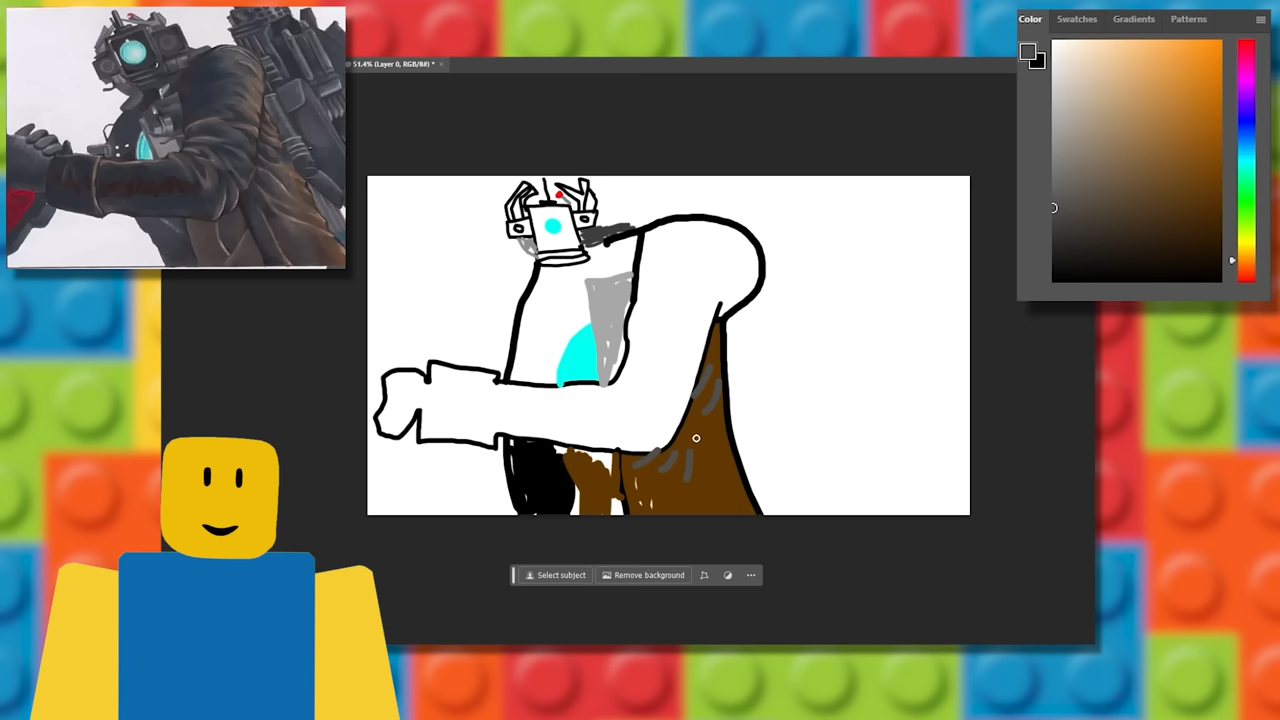 Color Swatches Gradients Patterns
51.4% (Layer 0, RGB/8#) * ×
Select subject Remove background